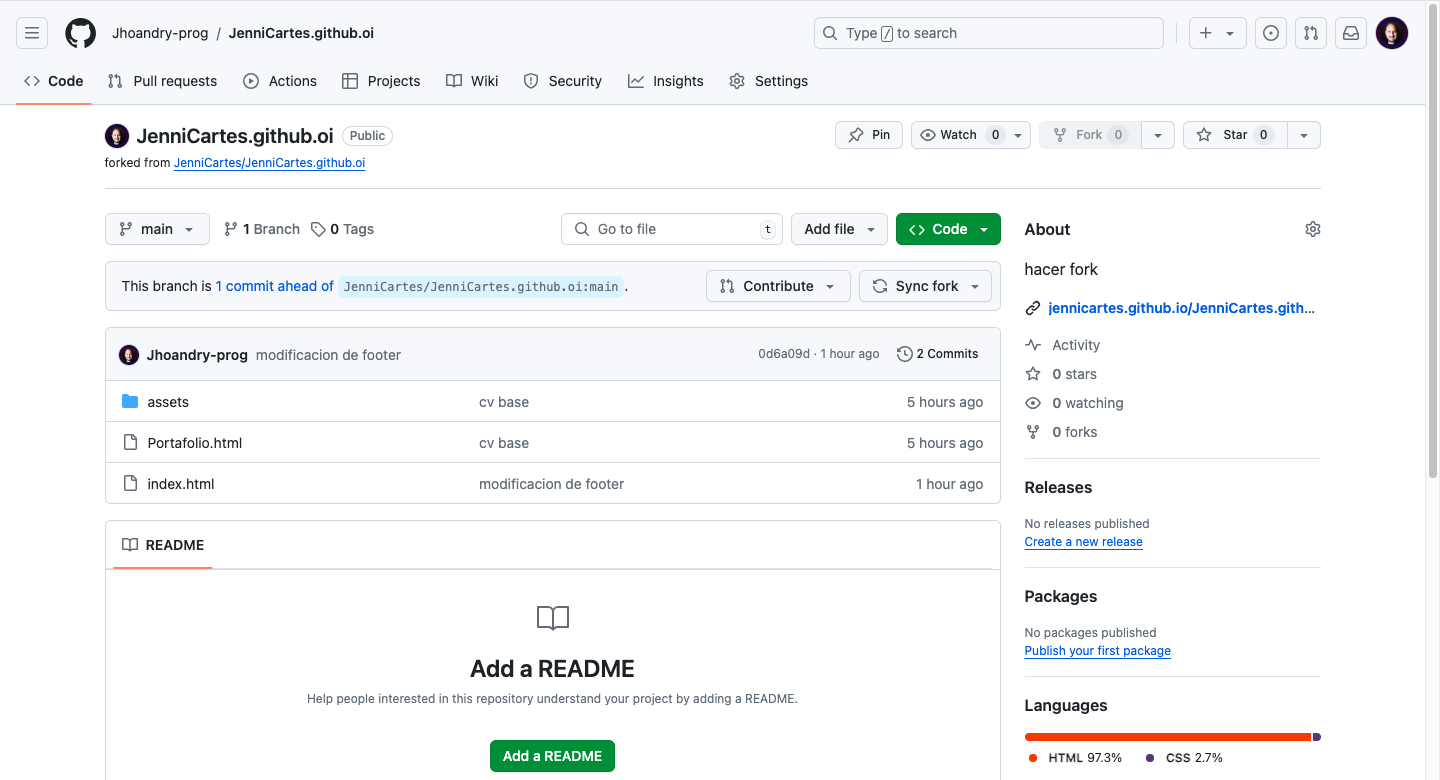 Jhoandry-prog / JenniCartes.github.oi
Type / to search
Code Pull requests Actions Projects Wiki Security Insights Settings
JenniCartes.github.oi Public
Pin Watch 0 Fork 0 Star 0
forked from JenniCartes/JenniCartes.github.oi
main 1 Branch 0 Tags Go to file t Add file Code
This branch is 1 commit ahead of JenniCartes/JenniCartes.github.oi:main. Contribute Sync fork
Jhoandry-prog modificacion de footer 0d6a09d · 1 hour ago 2 Commits
assets cv base 5 hours ago
Portafolio.html cv base 5 hours ago
index.html modificacion de footer 1 hour ago
README
Add a README
Help people interested in this repository understand your project by adding a README.
Add a README
About
hacer fork
jennicartes.github.io/JenniCartes.gith...
Activity
0 stars
0 watching
0 forks
Releases
No releases published
Create a new release
Packages
No packages published
Publish your first package
Languages
HTML 97.3% CSS 2.7%